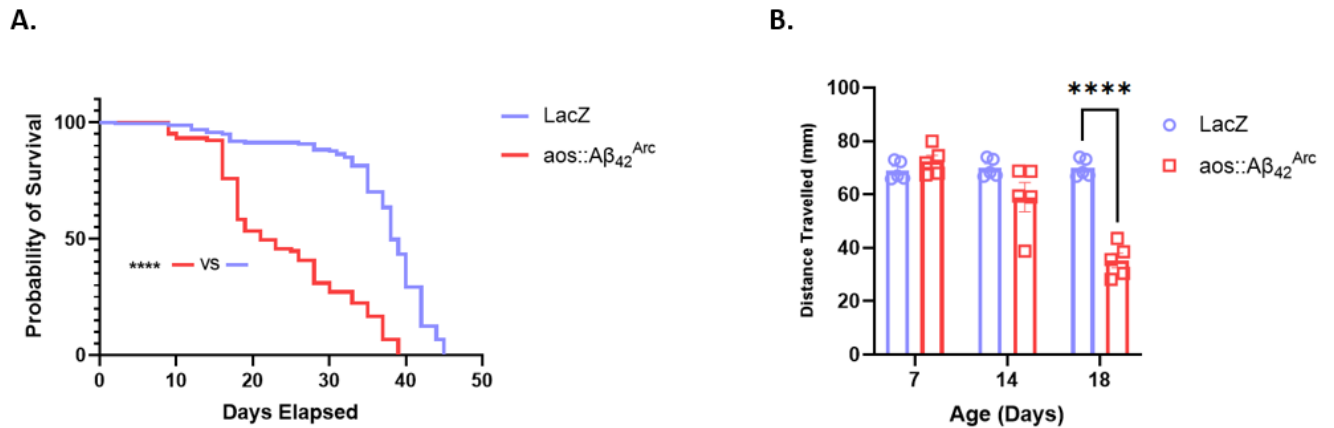 A.
B.
Probability of Survival
100
50
0
0 10 20 30 40 50
Days Elapsed
**** vs
LacZ
aos::Aβ₄₂ᴬʳᶜ
Distance Travelled (mm)
100
80
60
40
20
0
7 14 18
Age (Days)
****
LacZ
aos::Aβ₄₂ᴬʳᶜ